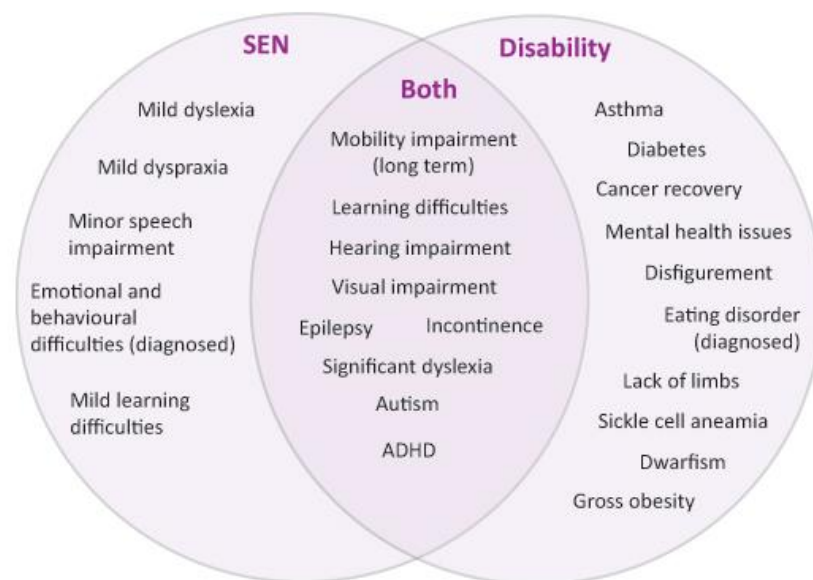 SEN
Mild dyslexia
Mild dyspraxia
Minor speech
impairment
Emotional and
behavioural
difficulties (diagnosed)
Mild learning
difficulties
Both
Mobility impairment
(long term)
Learning difficulties
Hearing impairment
Visual impairment
Epilepsy
Incontinence
Significant dyslexia
Autism
ADHD
Disability
Asthma
Diabetes
Cancer recovery
Mental health issues
Disfigurement
Eating disorder
(diagnosed)
Lack of limbs
Sickle cell aneamia
Dwarfism
Gross obesity